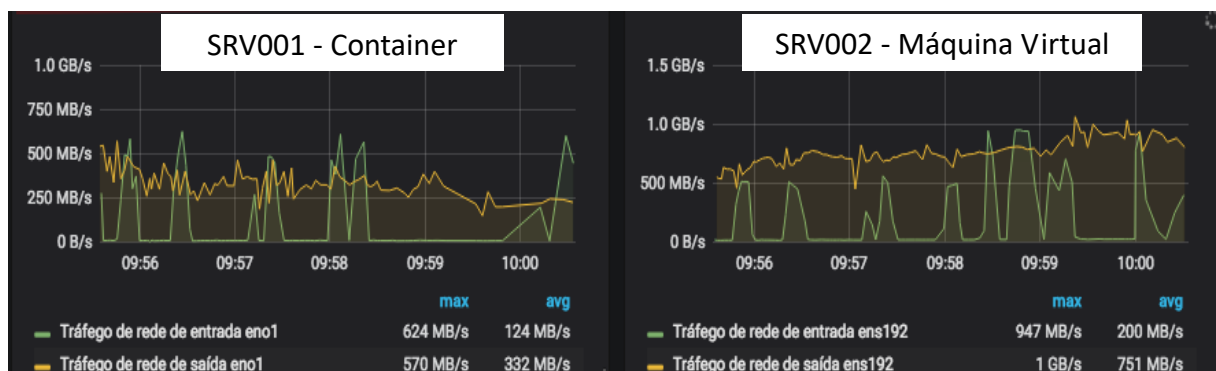 SRV001 - Container
1.0 GB/s
750 MB/s
500 MB/s
250 MB/s
0 B/s
09:56 09:57 09:58 09:59 10:00
max avg
Tráfego de rede de entrada eno1 624 MB/s 124 MB/s
Tráfego de rede de saída eno1 570 MB/s 332 MB/s
SRV002 - Máquina Virtual
1.5 GB/s
1.0 GB/s
500 MB/s
0 B/s
09:56 09:57 09:58 09:59 10:00
max avg
Tráfego de rede de entrada ens192 947 MB/s 200 MB/s
Tráfego de rede de saída ens192 1 GB/s 751 MB/s